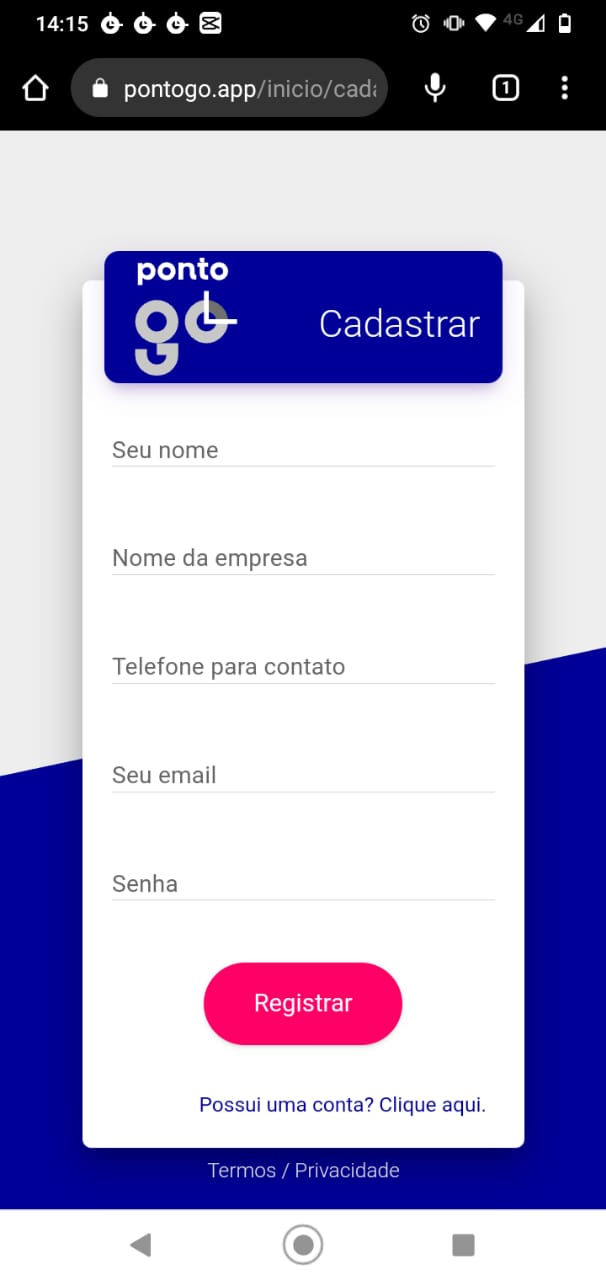 14:15
4G
pontogo.app/inicio/cad
1
ponto
go
Cadastrar
Seu nome
Nome da empresa
Telefone para contato
Seu email
Senha
Registrar
Possui uma conta? Clique aqui.
Termos / Privacidade